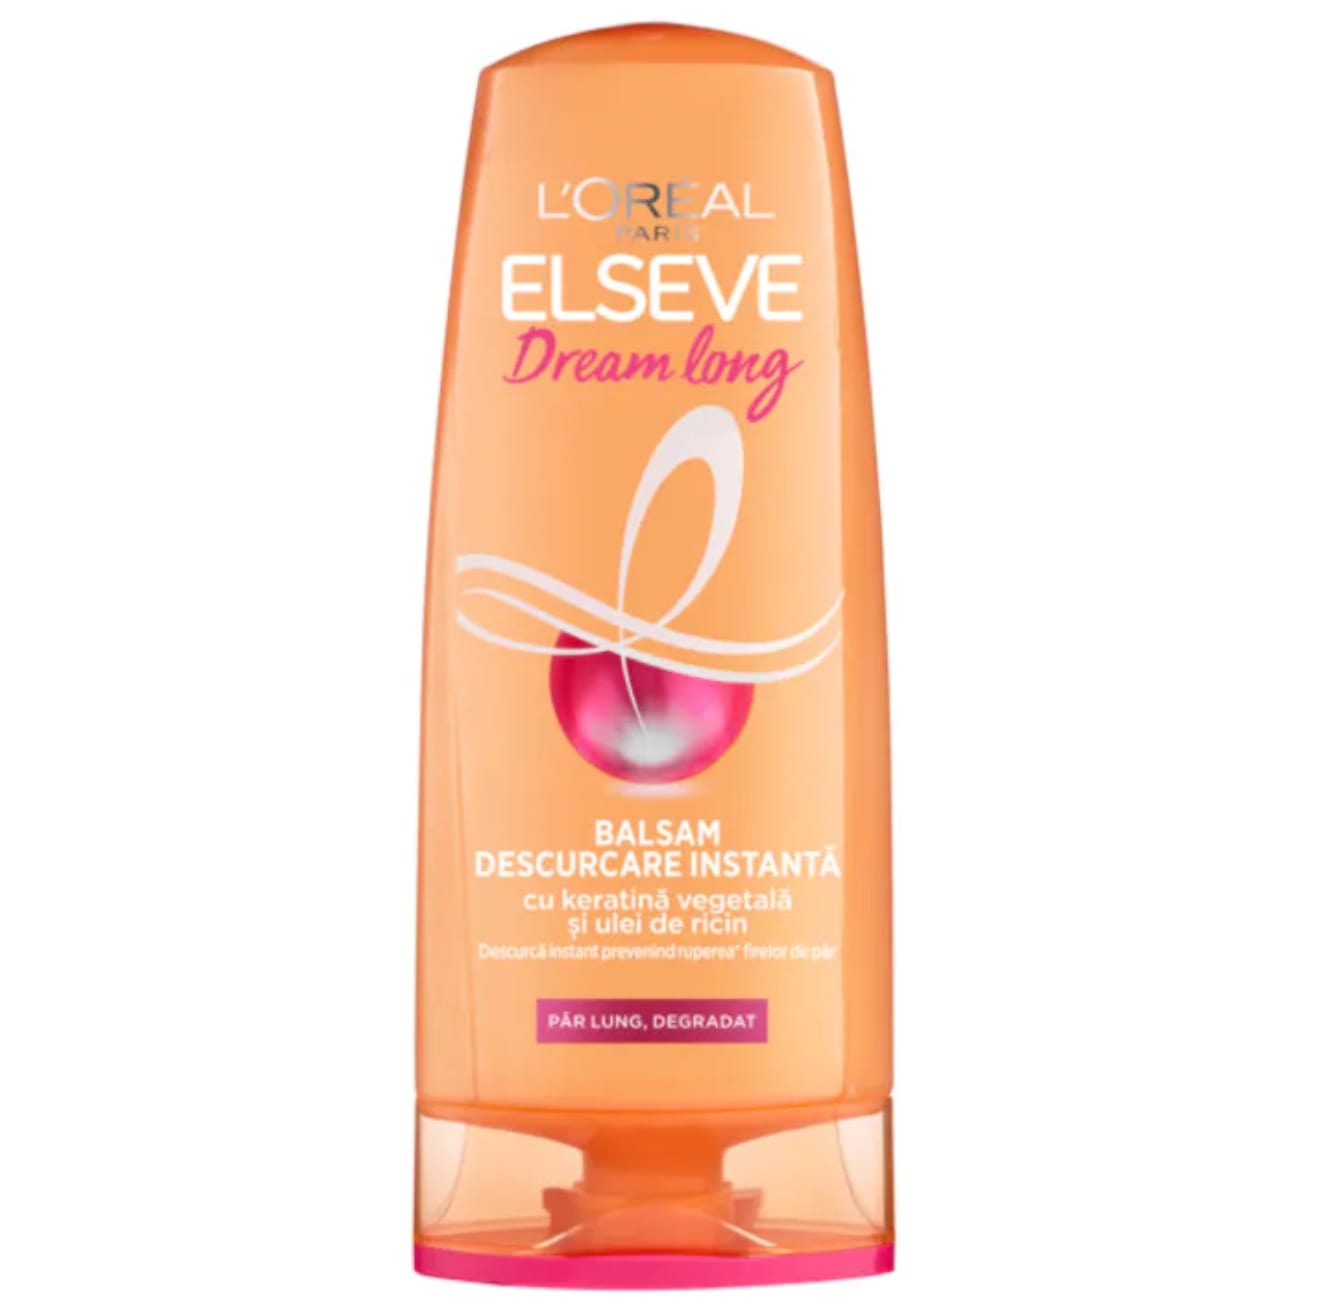 L'ORÉAL
PARIS
ELSEVE
Dream long
BALSAM
DESCURCARE INSTANTĂ
cu keratină vegetală
și ulei de ricin
Descurcă instant prevenind ruperea* firelor de păr
PĂR LUNG, DEGRADAT